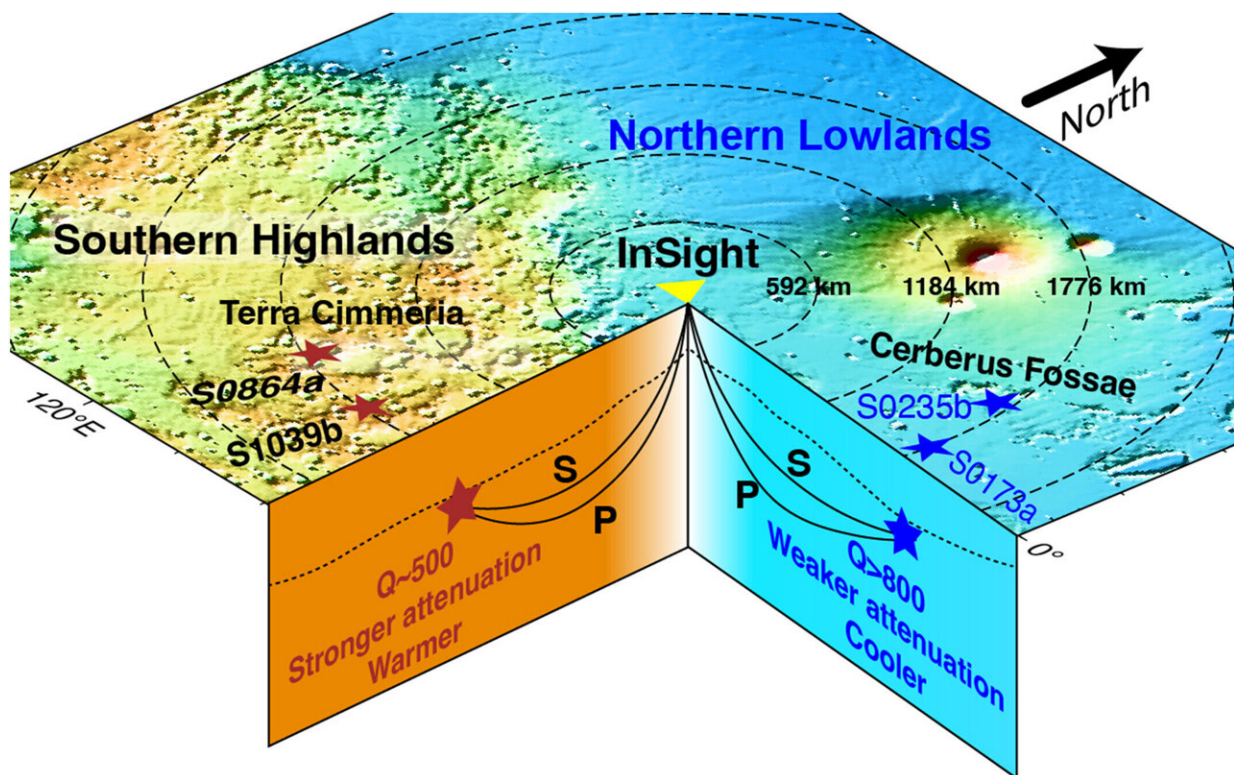 North
Northern Lowlands
Southern Highlands
InSight
592 km
1184 km
1776 km
Terra Cimmeria
Cerberus Fossae
S0864a
S0235b
120°E
S1039b
S0173a
S
P
S
P
0°
Q~500
Stronger attenuation
Warmer
Q>800
Weaker attenuation
Cooler